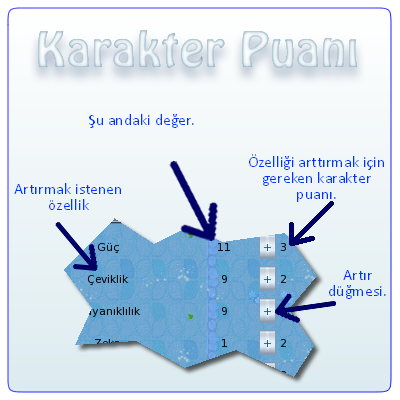 Karakter Puanı
Şu andaki değer.
Özelliği arttırmak için
gereken karakter
puanı.
Artırmak istenen
özellik
Güç 11 + 3
Çeviklik 9 + 2
Artır
düğmesi.
ayanıklılık 9 +
1 + 2